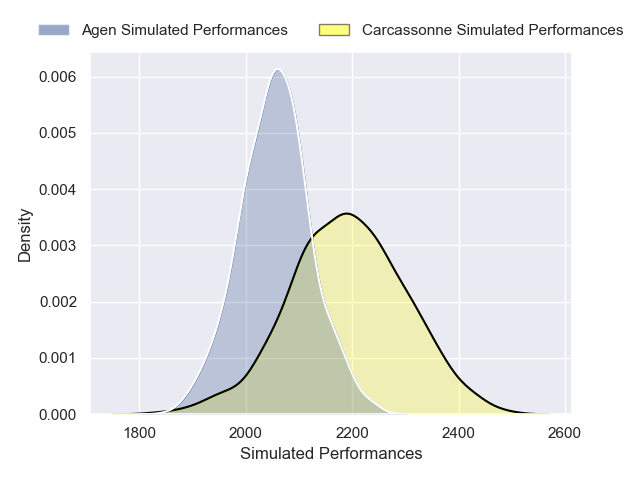 Agen Simulated Performances Carcassonne Simulated Performances
0.006
0.005
0.004
0.003
0.002
0.001
0.000
Density
1800 2000 2200 2400 2600
Simulated Performances